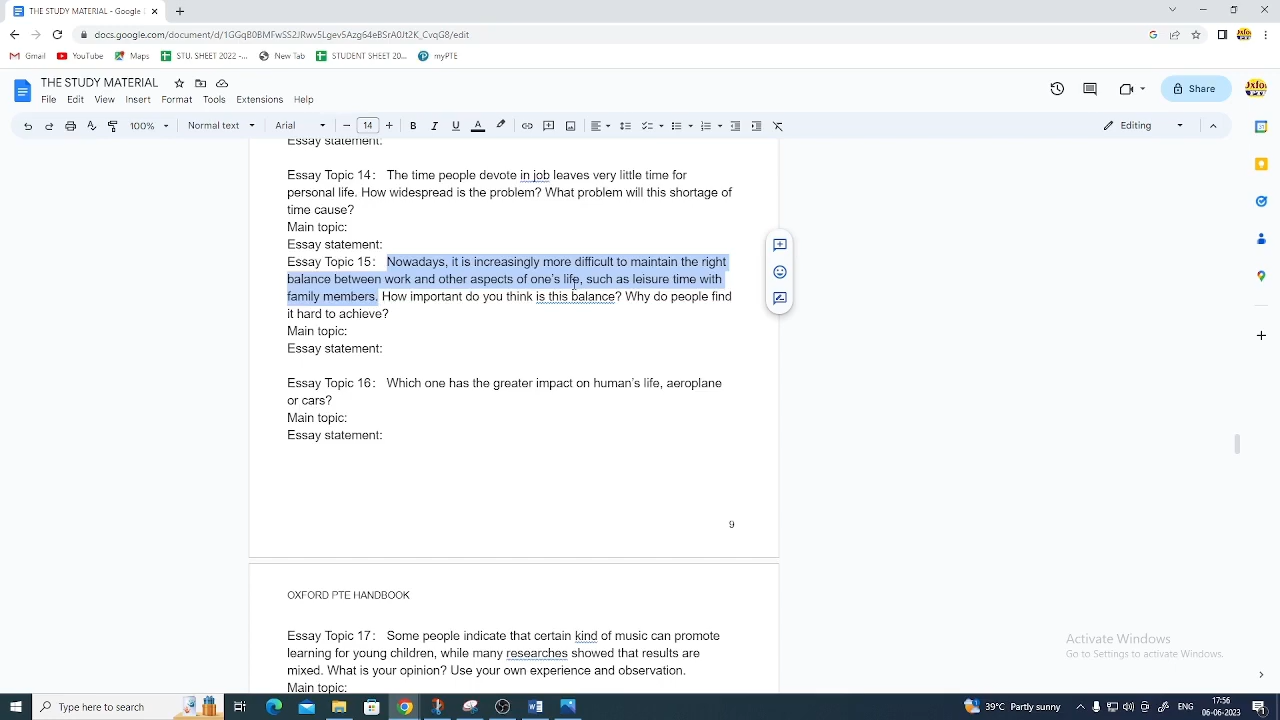 THE STUDY MATERIAL - Google
docs.google.com/document/d/1GGqB0BMFwSS2JRwv5Lgev5Azg64eBSrA0Jt2K_CvqG8/edit
Gmail YouTube Maps STU. SHEET 2022 -... New Tab STUDENT SHEET 20... myPTE
THE STUDY MATERIAL
File Edit View Insert Format Tools Extensions Help
Share
100% Normal text Arial 14 Editing
Essay statement:
Essay Topic 14: The time people devote in job leaves very little time for
personal life. How widespread is the problem? What problem will this shortage of
time cause?
Main topic:
Essay statement:
Essay Topic 15: Nowadays, it is increasingly more difficult to maintain the right
balance between work and other aspects of one's life, such as leisure time with
family members. How important do you think is this balance? Why do people find
it hard to achieve?
Main topic:
Essay statement:
Essay Topic 16: Which one has the greater impact on human's life, aeroplane
or cars?
Main topic:
Essay statement:
9
OXFORD PTE HANDBOOK
Essay Topic 17: Some people indicate that certain kind of music can promote
learning for young children, while many researches showed that results are
mixed. What is your opinion? Use your own experience and observation.
Main topic:
Activate Windows
Go to Settings to activate Windows.
Type here to search
39°C Partly sunny
ENG
17:56
06-06-2023